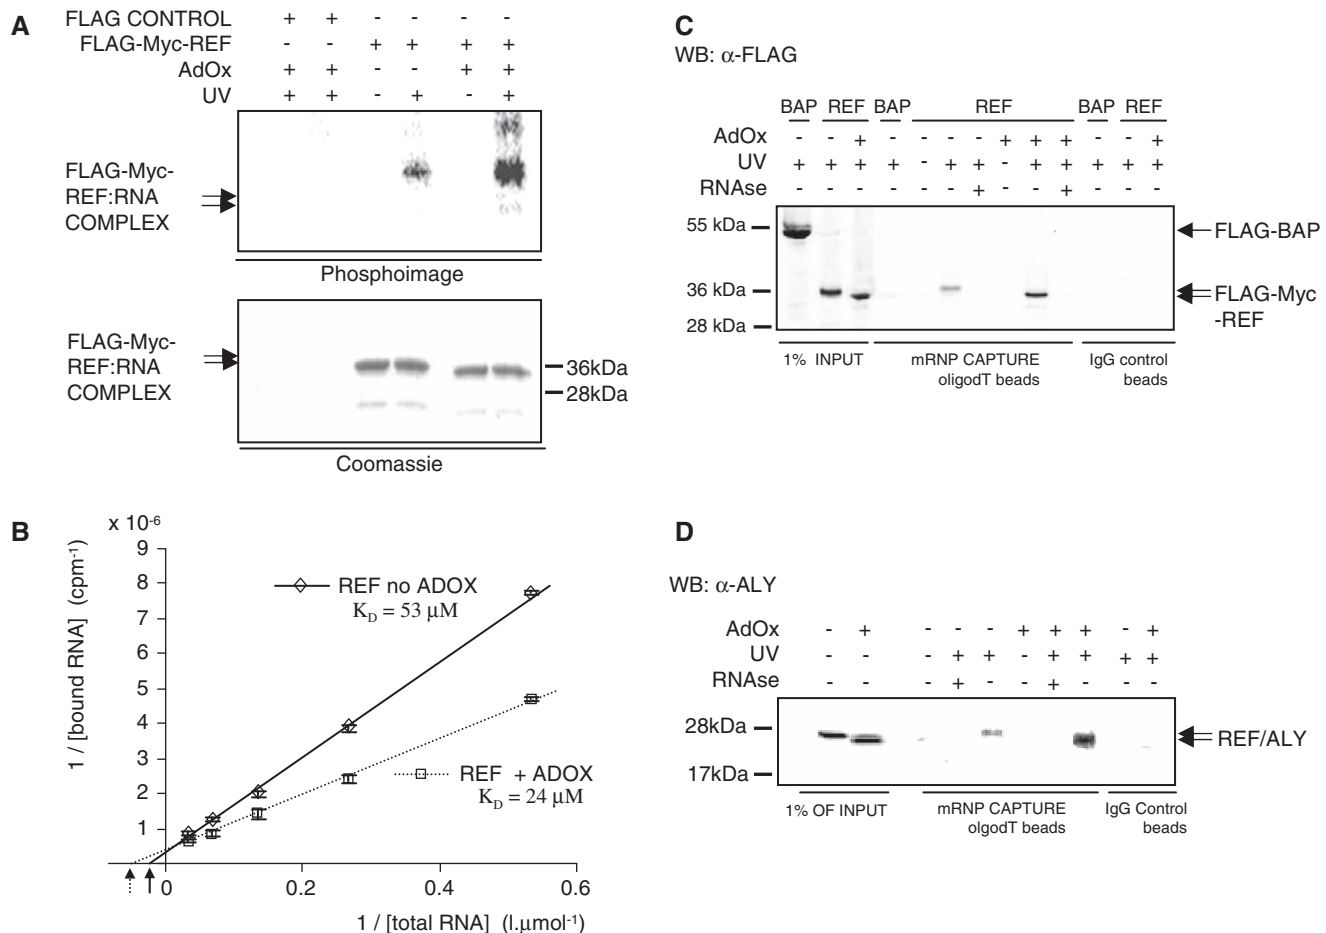 A
FLAG CONTROL + + - - - -
FLAG-Myc-REF - - + + + +
AdOx + + - - + +
UV + + - + - +
FLAG-Myc-
REF:RNA
COMPLEX
Phosphoimage
FLAG-Myc-
REF:RNA
COMPLEX
36kDa
28kDa
Coomassie
B
x 10-6
1 / [bound RNA] (cpm-1)
9
8
7
6
5
4
3
2
1
0 0.2 0.4 0.6
REF no ADOX
KD = 53 µM
REF + ADOX
KD = 24 µM
1 / [total RNA] (l.µmol-1)
C
WB: α-FLAG
BAP REF BAP REF BAP REF
AdOx - - + - - - - + + + - - +
UV + + + + - + + - + + + + +
RNAse - - - - - - + - - + - - -
55 kDa
36 kDa
28 kDa
FLAG-BAP
FLAG-Myc
-REF
1% INPUT
mRNP CAPTURE
oligodT beads
IgG control
beads
D
WB: α-ALY
AdOx - + - - - + + + - +
UV - - - + + - + + + +
RNAse - - - + - - + - - -
28kDa
17kDa
REF/ALY
1% OF INPUT
mRNP CAPTURE
olgodT beads
IgG Control
beads